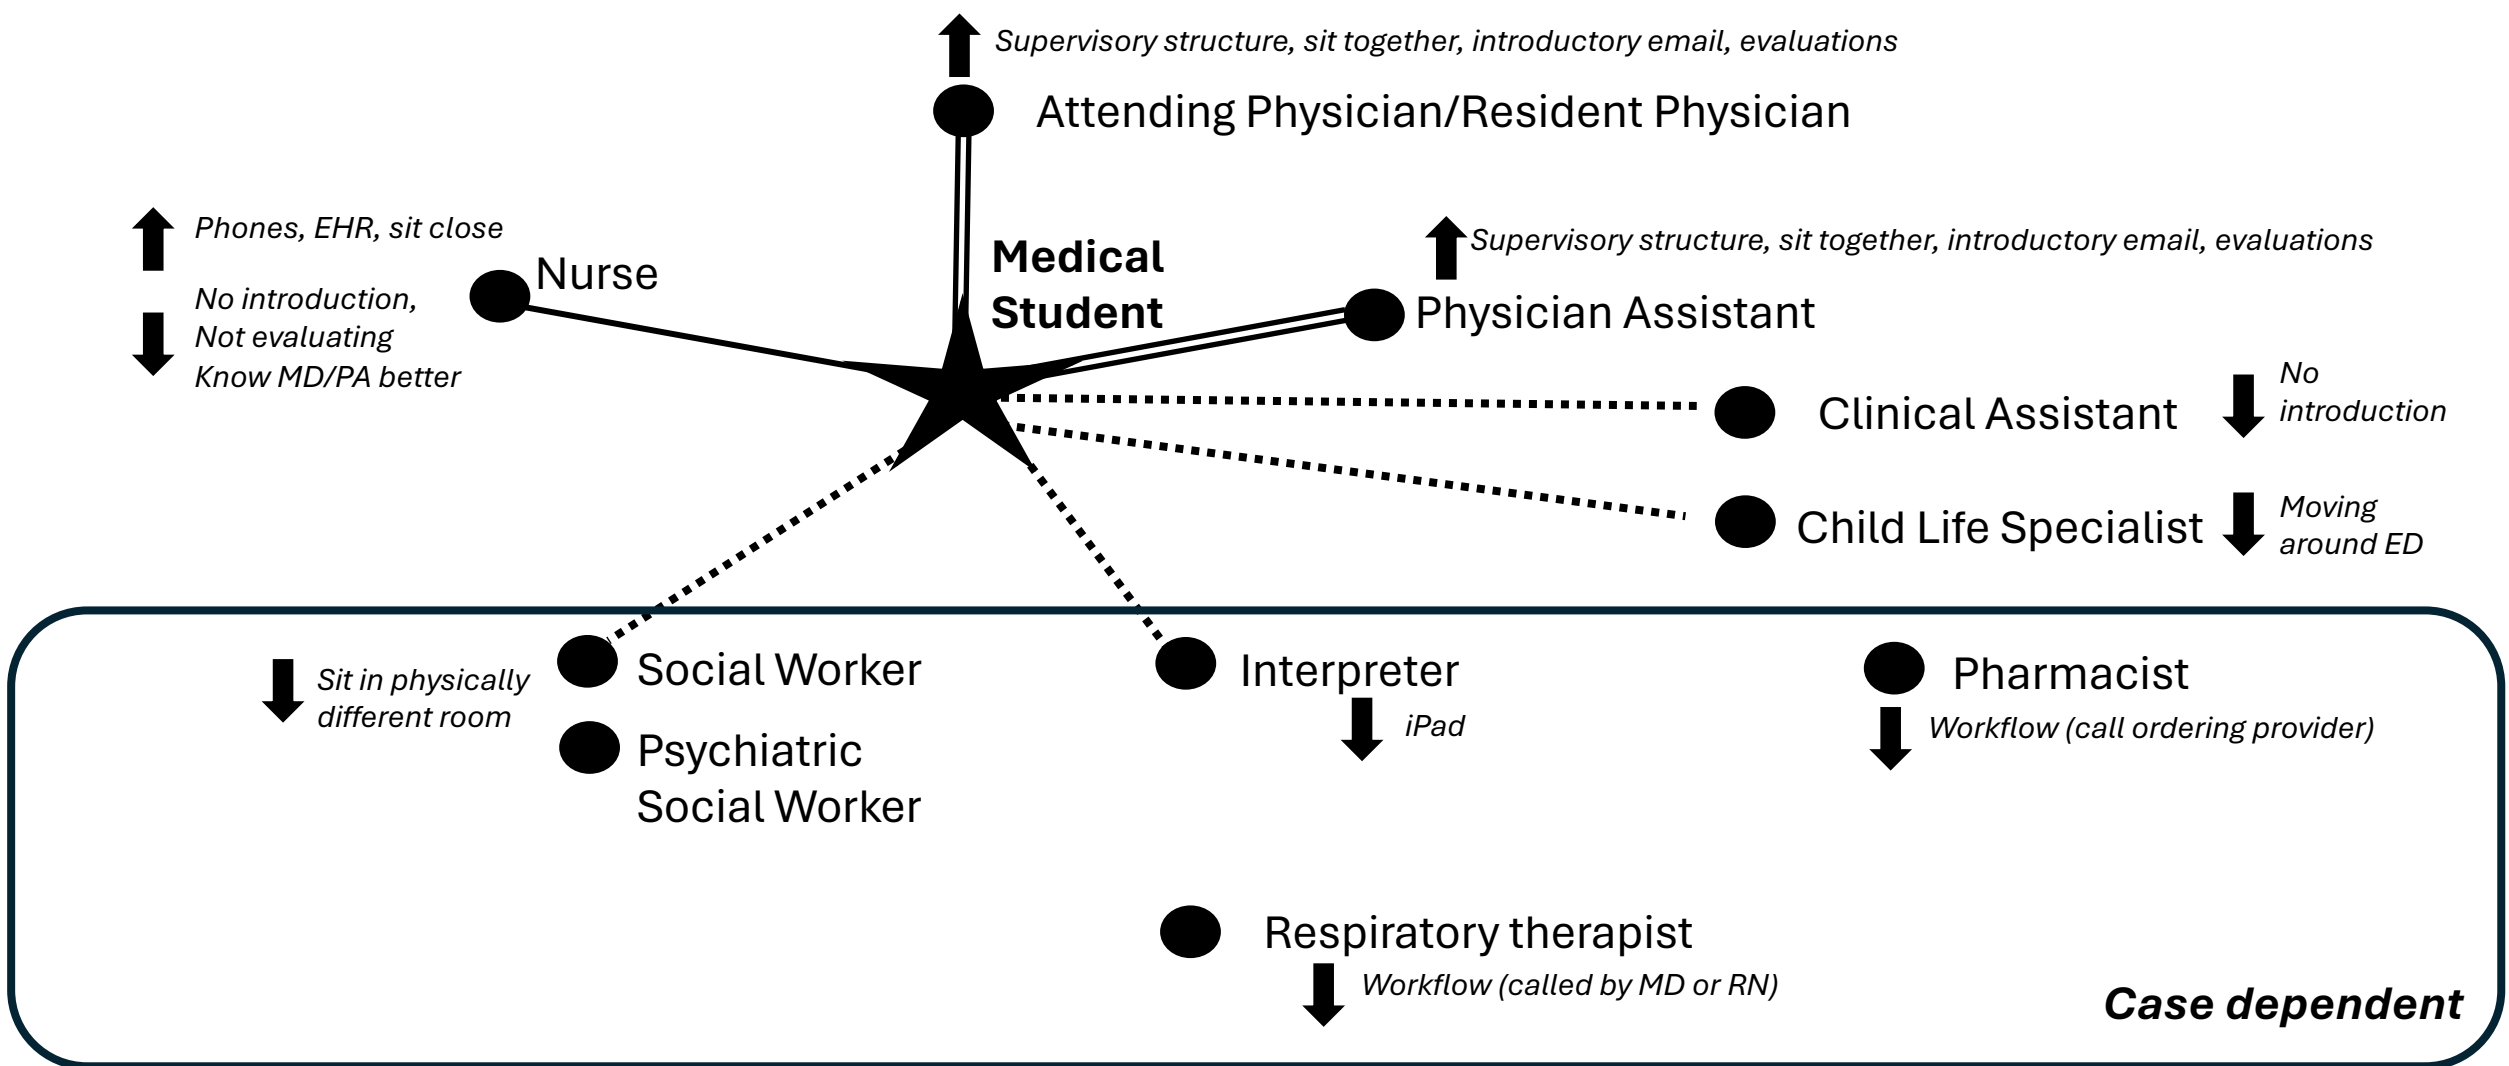 Supervisory structure, sit together, introductory email, evaluations
Attending Physician/Resident Physician
Phones, EHR, sit close
Nurse
No introduction,
Not evaluating
Know MD/PA better
Medical
Student
Supervisory structure, sit together, introductory email, evaluations
Physician Assistant
Clinical Assistant
No
introduction
Child Life Specialist
Moving
around ED
Sit in physically
different room
Social Worker
Psychiatric
Social Worker
Interpreter
iPad
Pharmacist
Workflow (call ordering provider)
Respiratory therapist
Workflow (called by MD or RN)
Case dependent